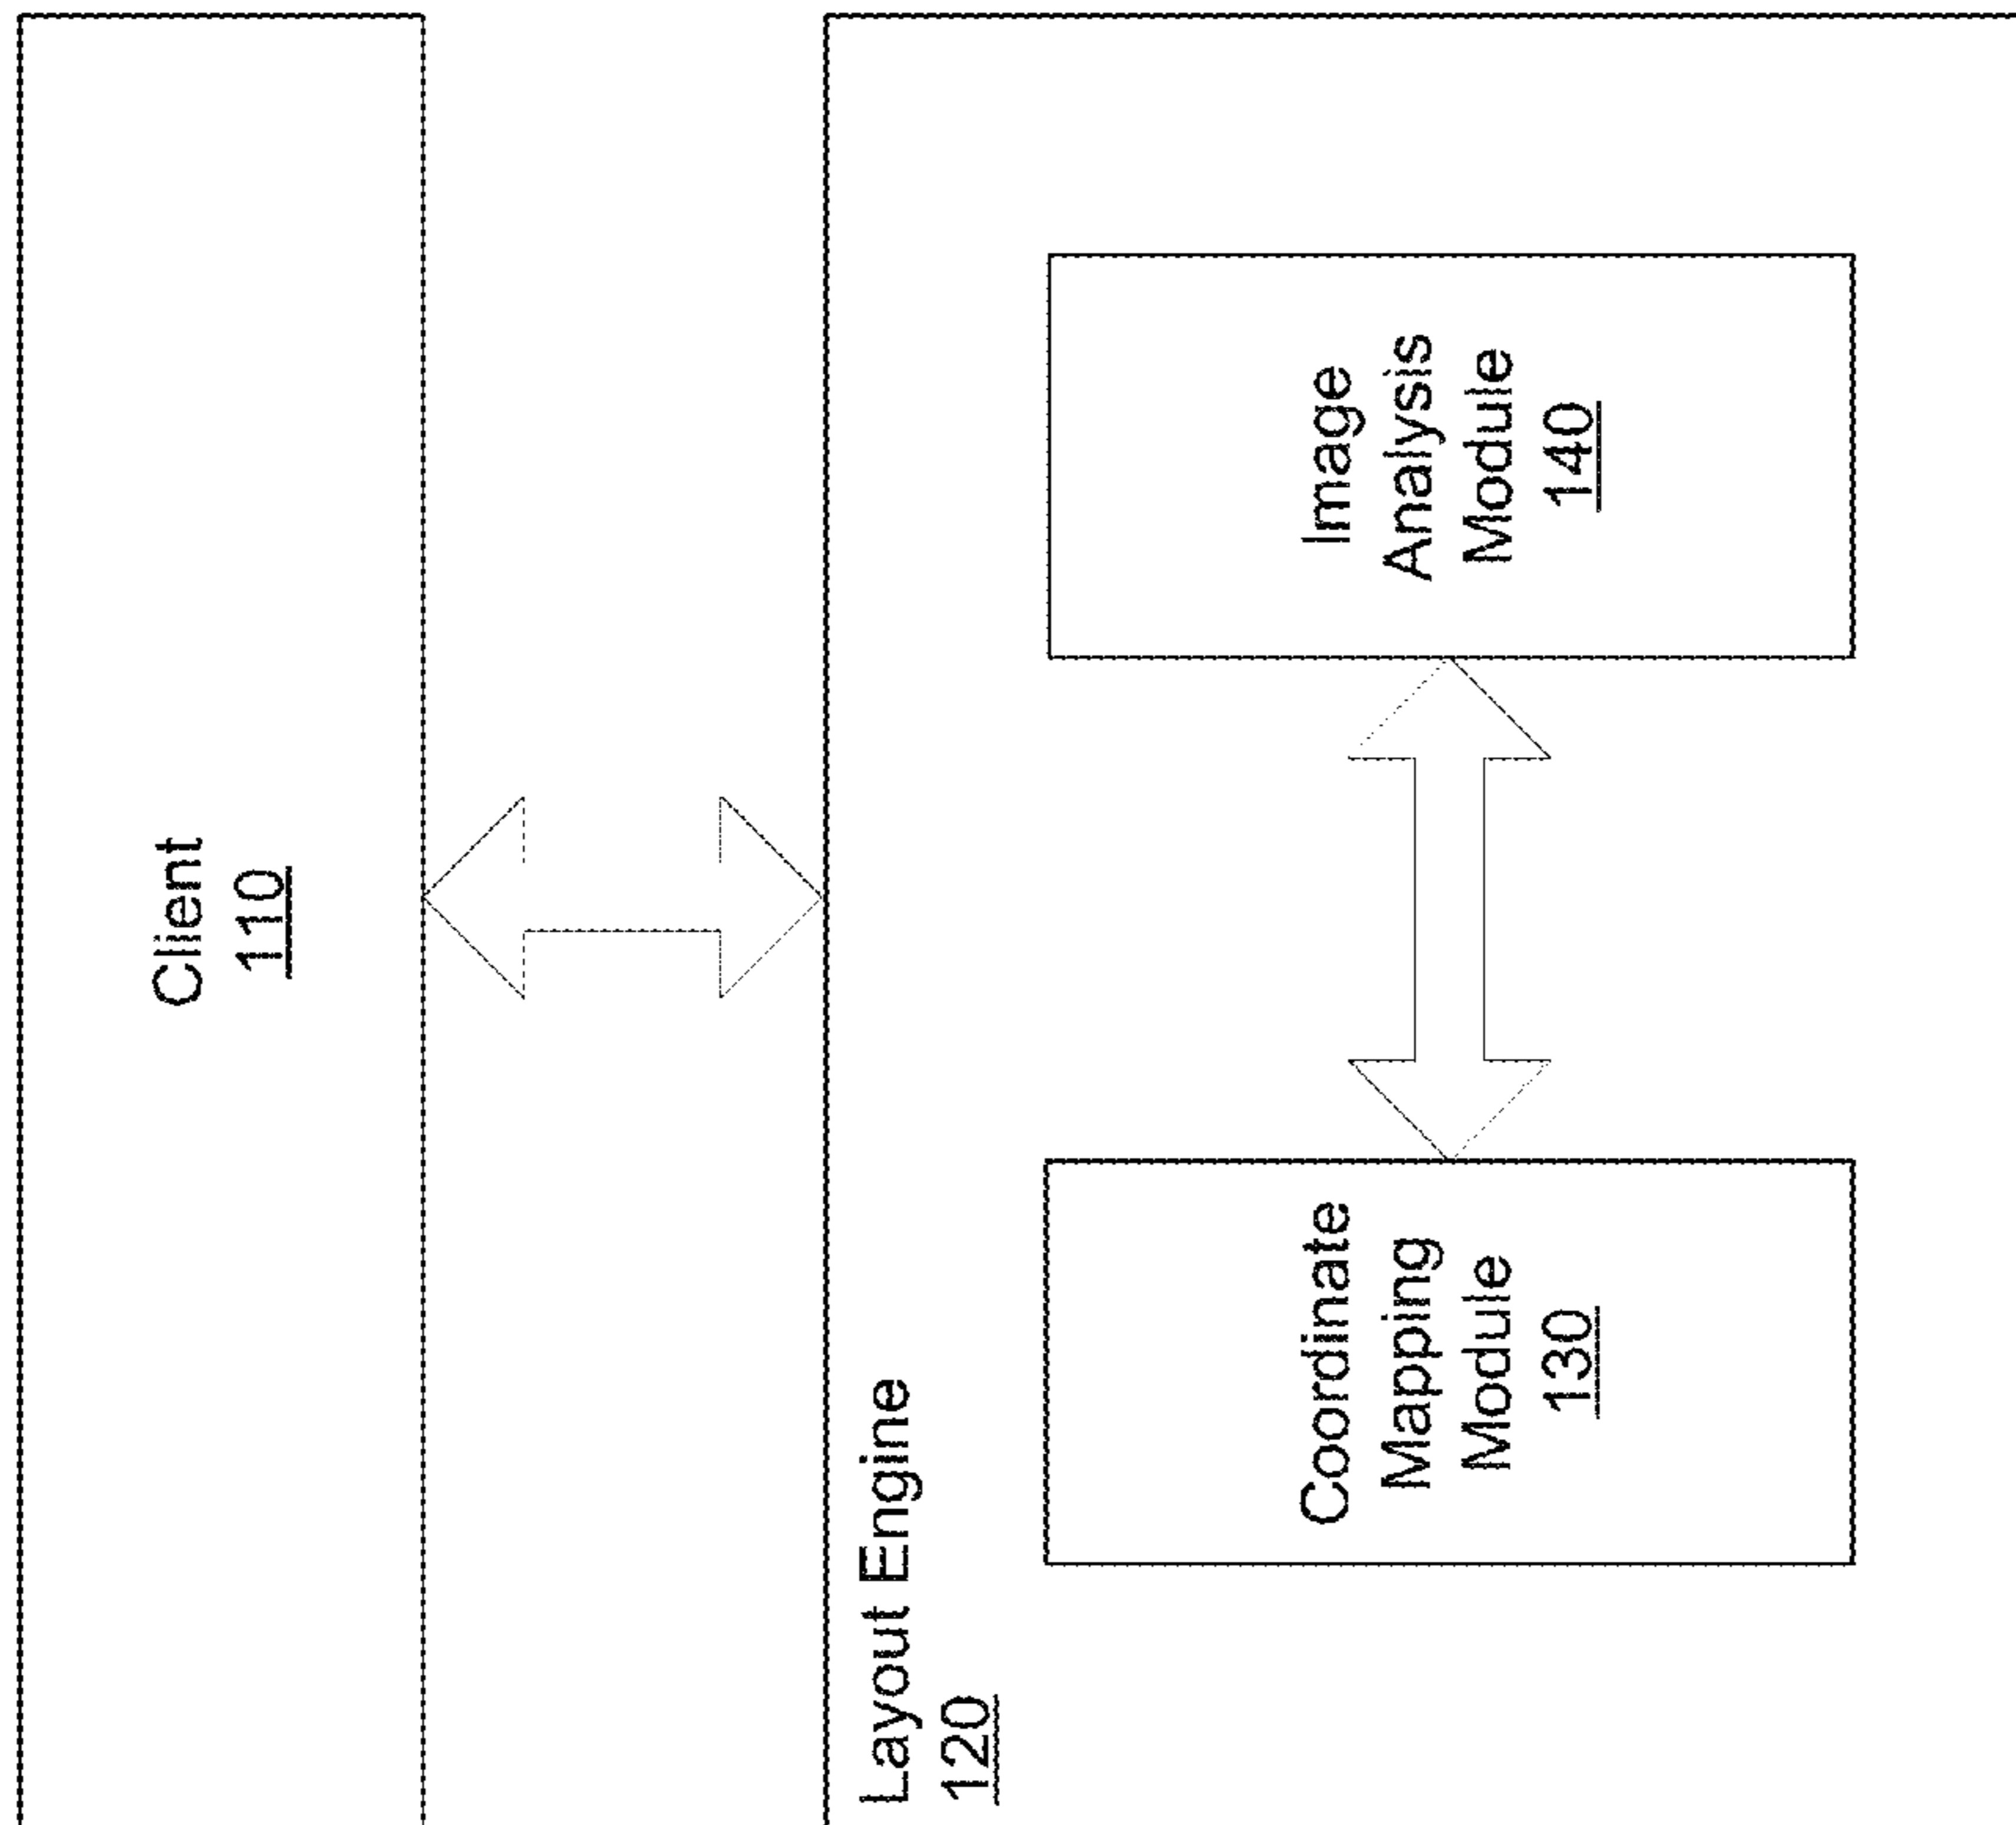 Client
110
Layout Engine
120
Coordinate
Mapping
Module
130
Image
Analysis
Module
140